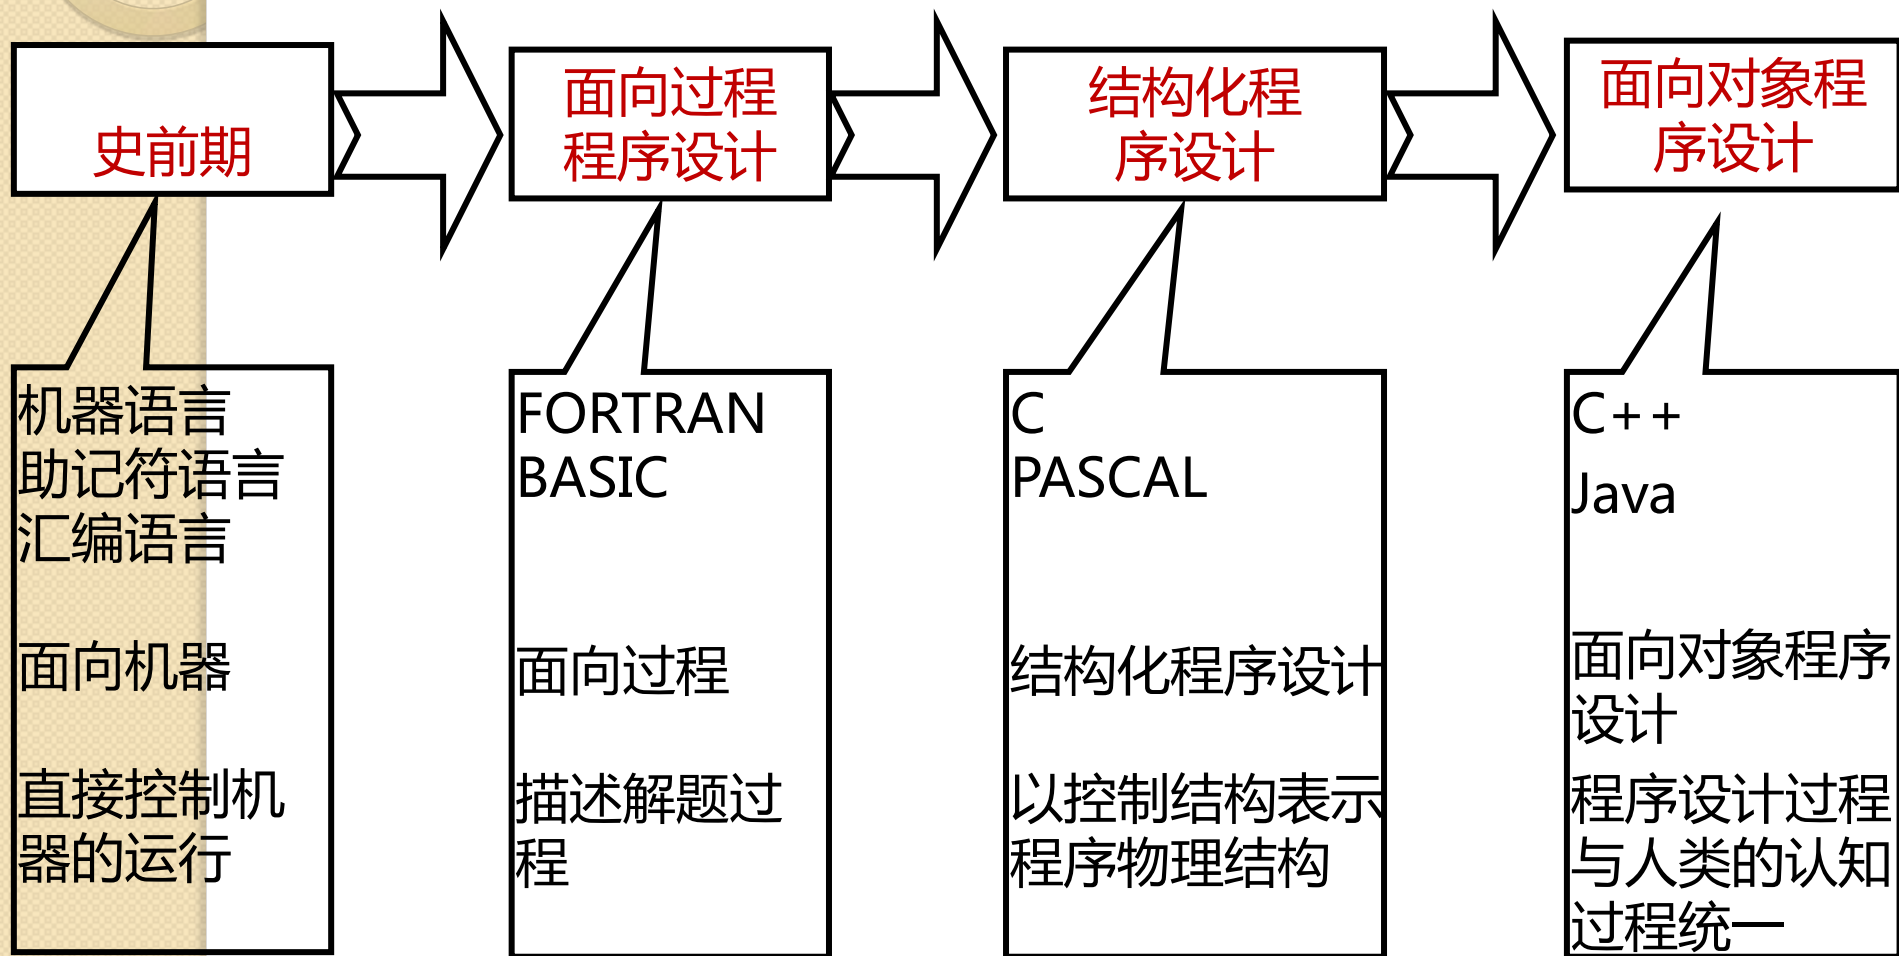 史前期
面向过程
程序设计
结构化程
序设计
面向对象程
序设计
机器语言
助记符语言
汇编语言
面向机器
直接控制机
器的运行
FORTRAN
BASIC
面向过程
描述解题过
程
C
PASCAL
结构化程序设计
以控制结构表示
程序物理结构
C++
Java
面向对象程序
设计
程序设计过程
与人类的认知
过程统一